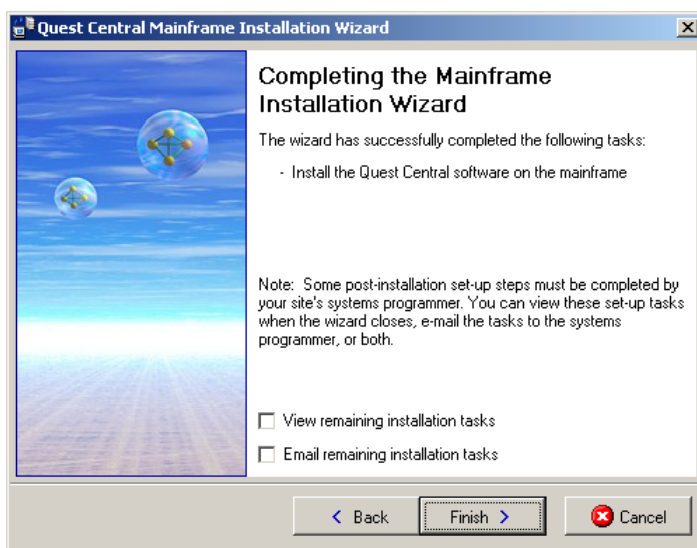 Quest Central Mainframe Installation Wizard
Completing the Mainframe
Installation Wizard
The wizard has successfully completed the following tasks:
- Install the Quest Central software on the mainframe
Note: Some post-installation set-up steps must be completed by
your site's systems programmer. You can view these set-up tasks
when the wizard closes, e-mail the tasks to the systems
programmer, or both.
View remaining installation tasks
Email remaining installation tasks
< Back
Finish >
Cancel